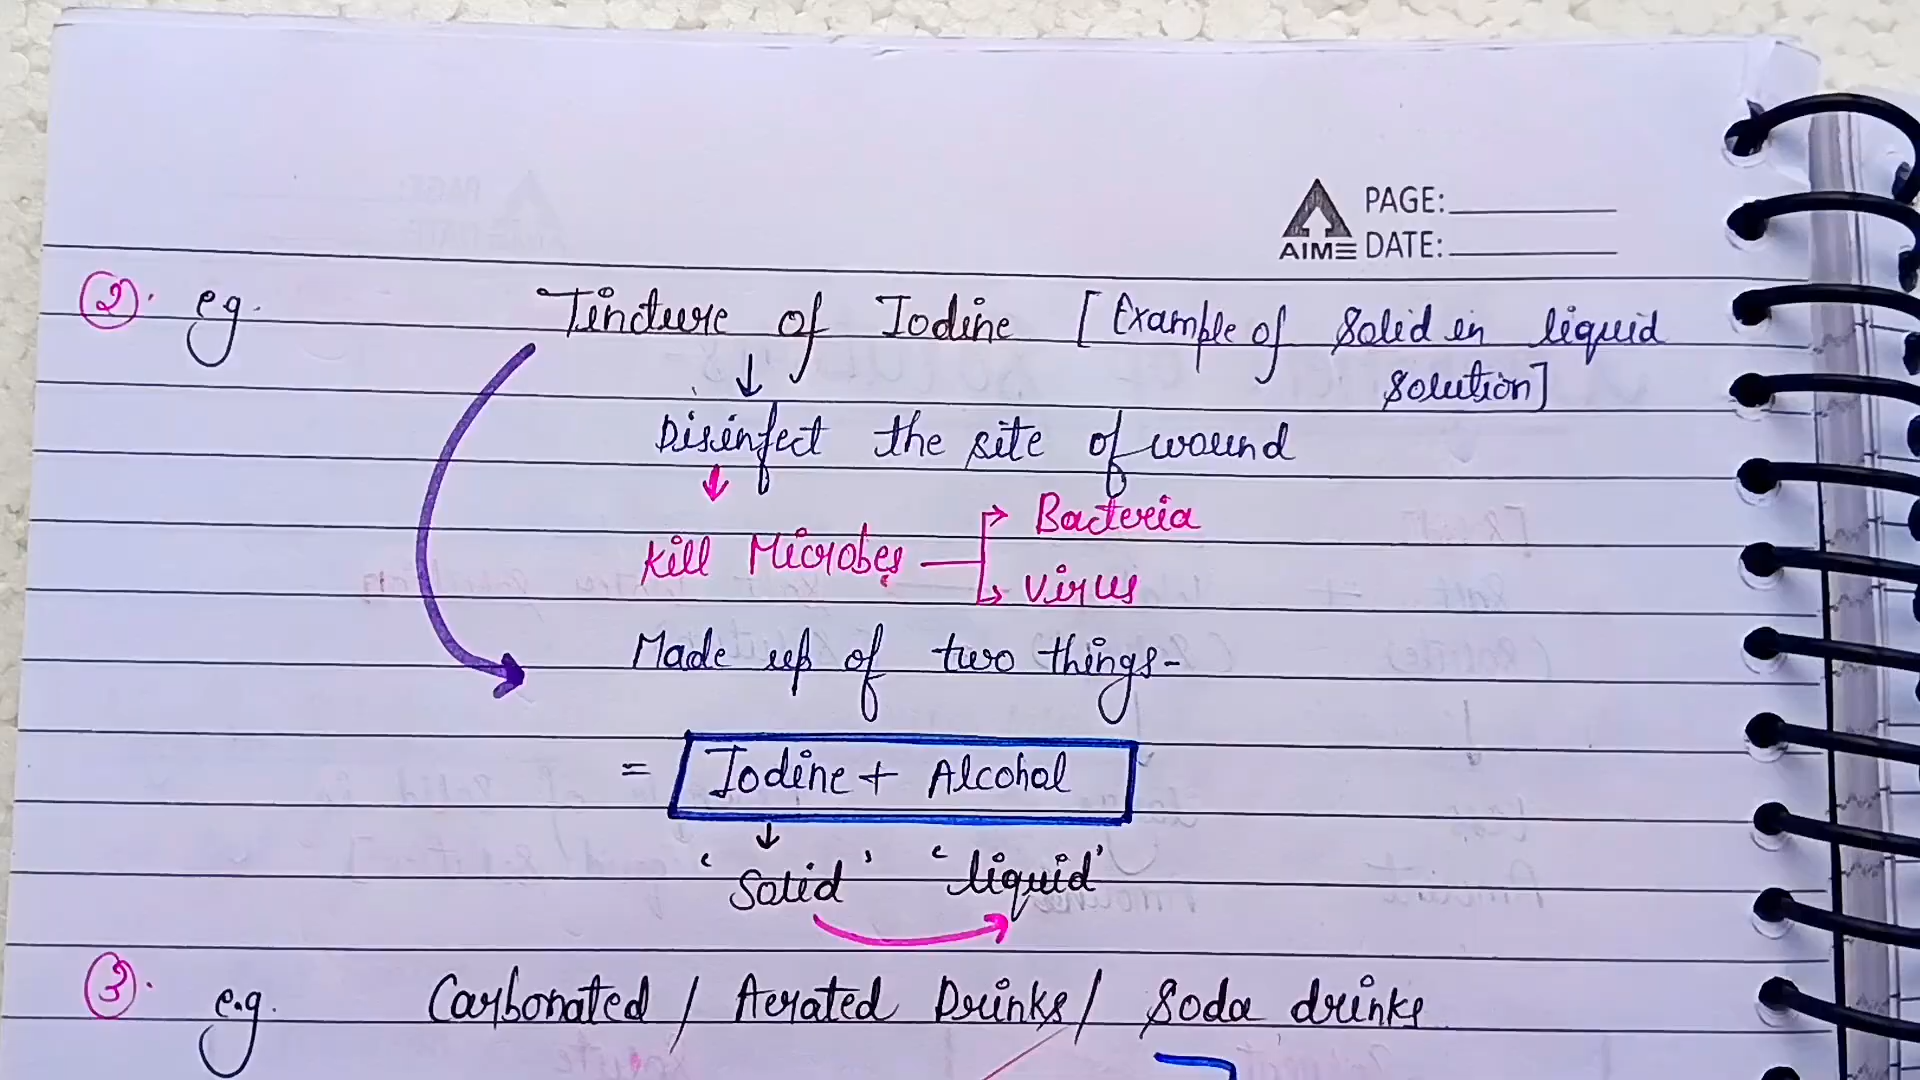 PAGE:
AIM DATE:
2. eg. Tincture of Iodine [Example of Solid in liquid
solution]
Disinfect the site of wound
Kill Microbes
Bacteria
Virus
Made up of two things-
= Iodine + Alcohol
'Solid' 'liquid'
3. e.g. Carbonated / Aerated Drinks / Soda drinks